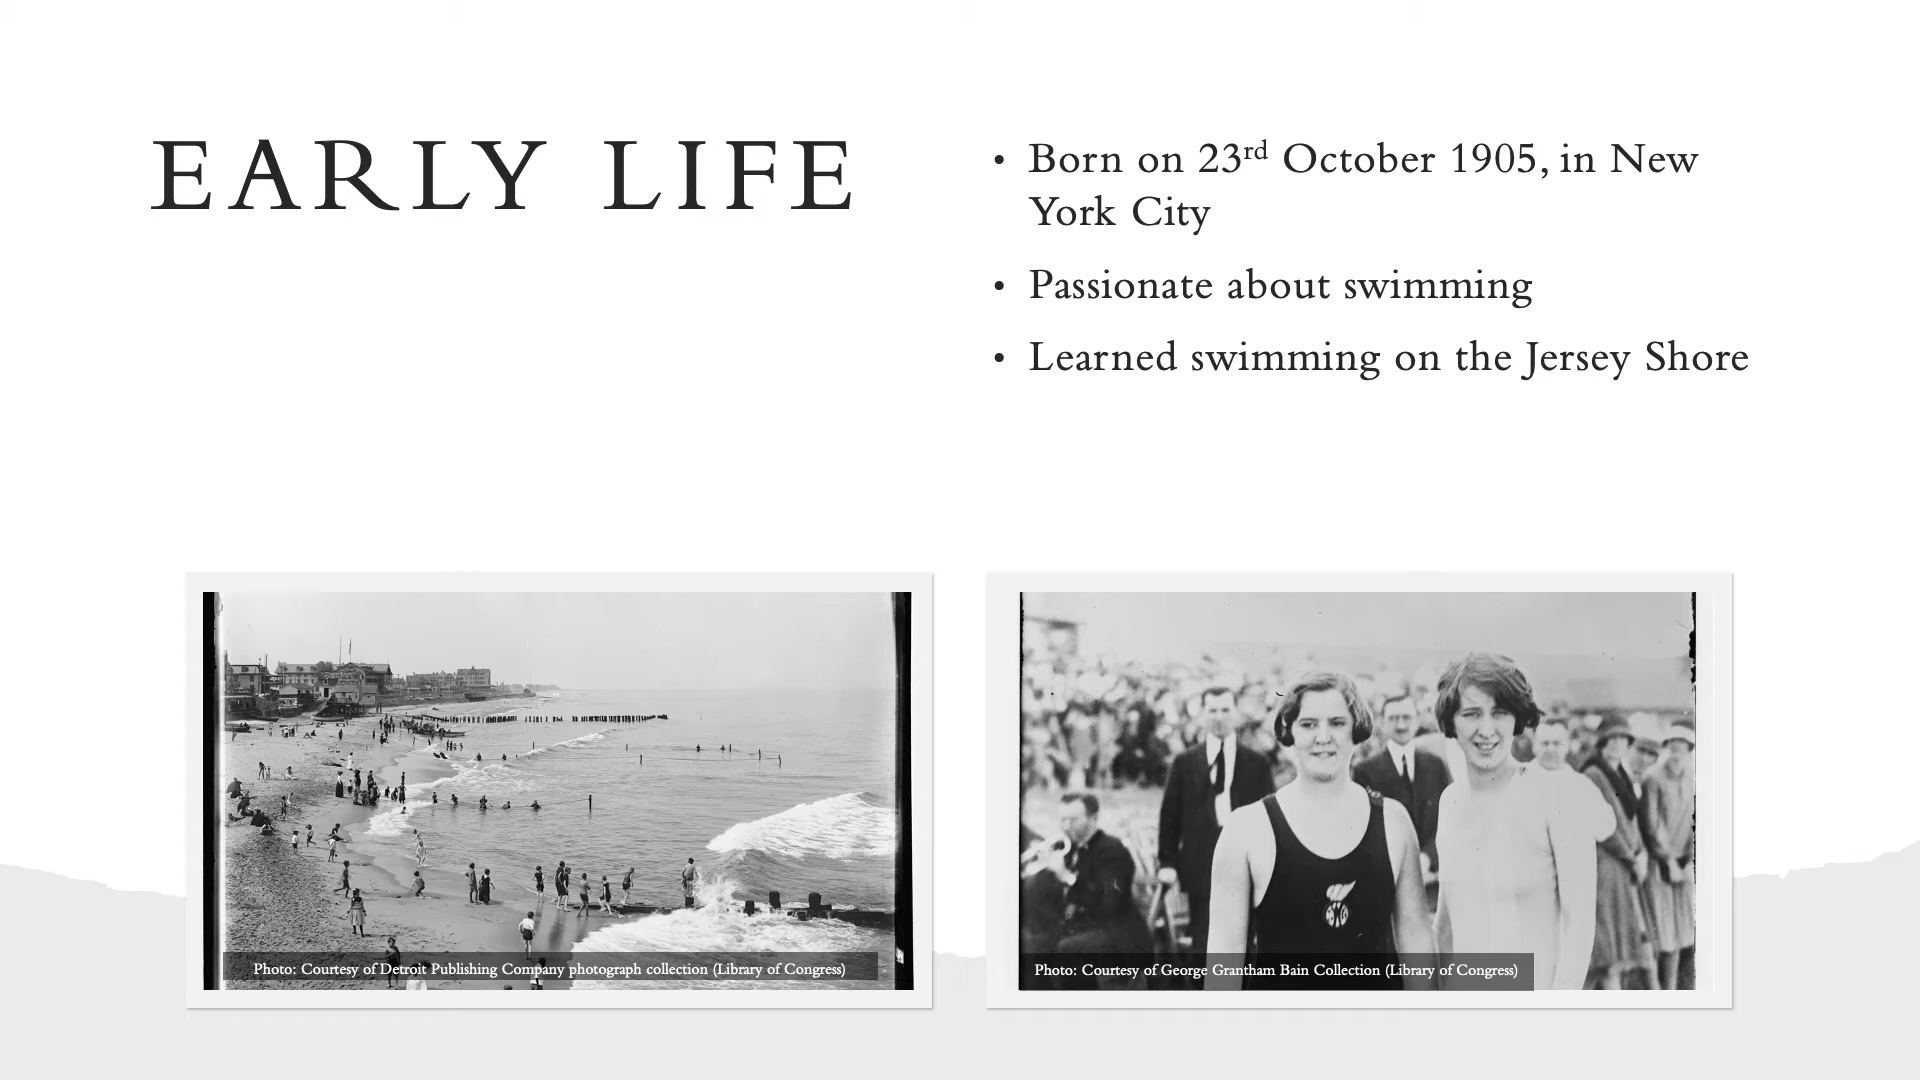 EARLY LIFE
• Born on 23rd October 1905, in New
York City
• Passionate about swimming
• Learned swimming on the Jersey Shore
Photo: Courtesy of Detroit Publishing Company photograph collection (Library of Congress)
Photo: Courtesy of George Grantham Bain Collection (Library of Congress)